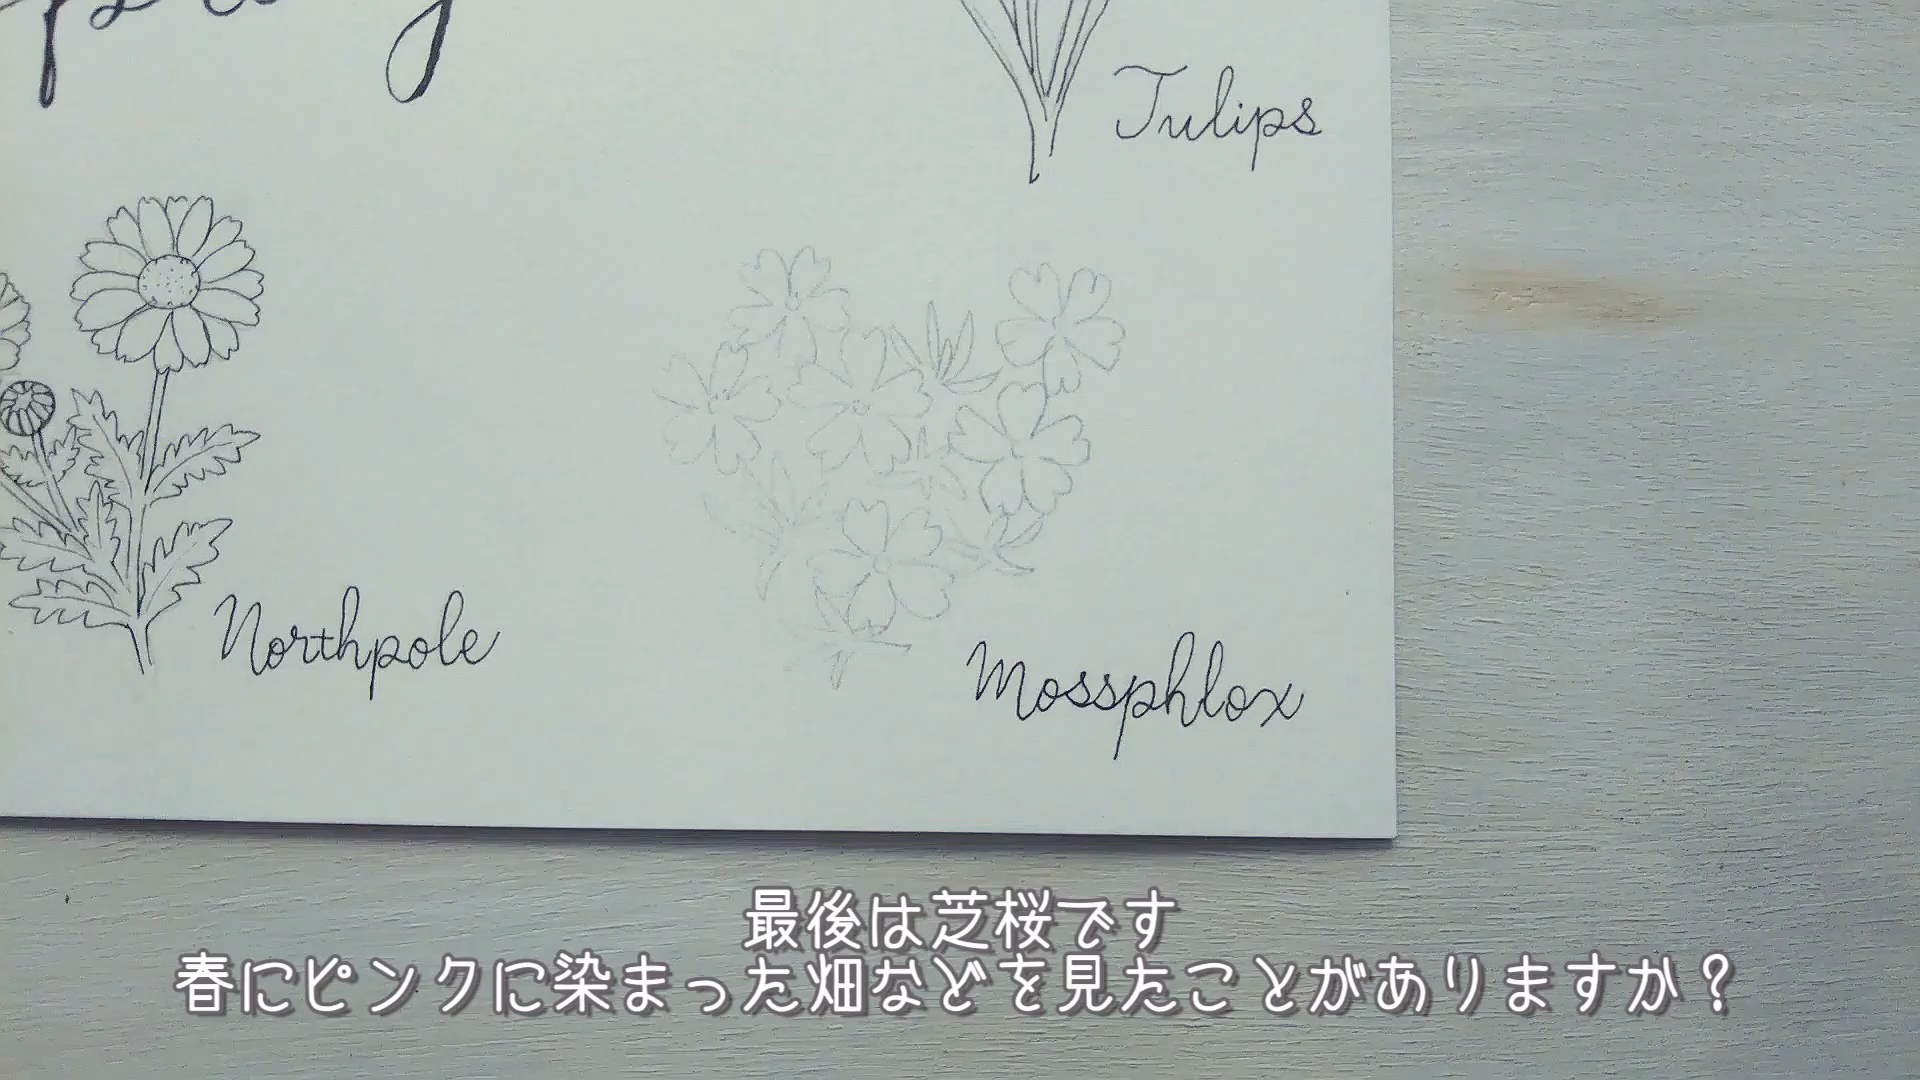 Tulips
Northpole
Mossphlox
最後は芝桜です
春にピンクに染まった畑などを見たことがありますか？